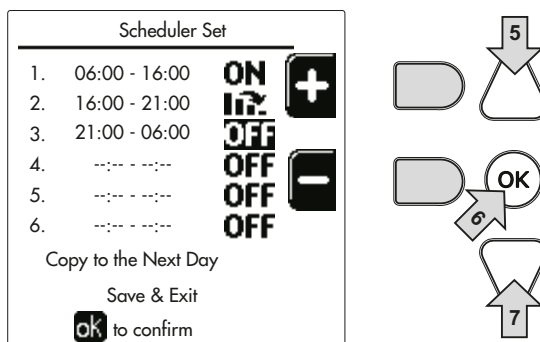 Scheduler Set
1. 06:00 - 16:00 ON
2. 16:00 - 21:00
3. 21:00 - 06:00 OFF
4. --:-- - --:-- OFF
5. --:-- - --:-- OFF
6. --:-- - --:-- OFF
+
-
Copy to the Next Day
Save & Exit
ok to confirm
5
OK
6
7